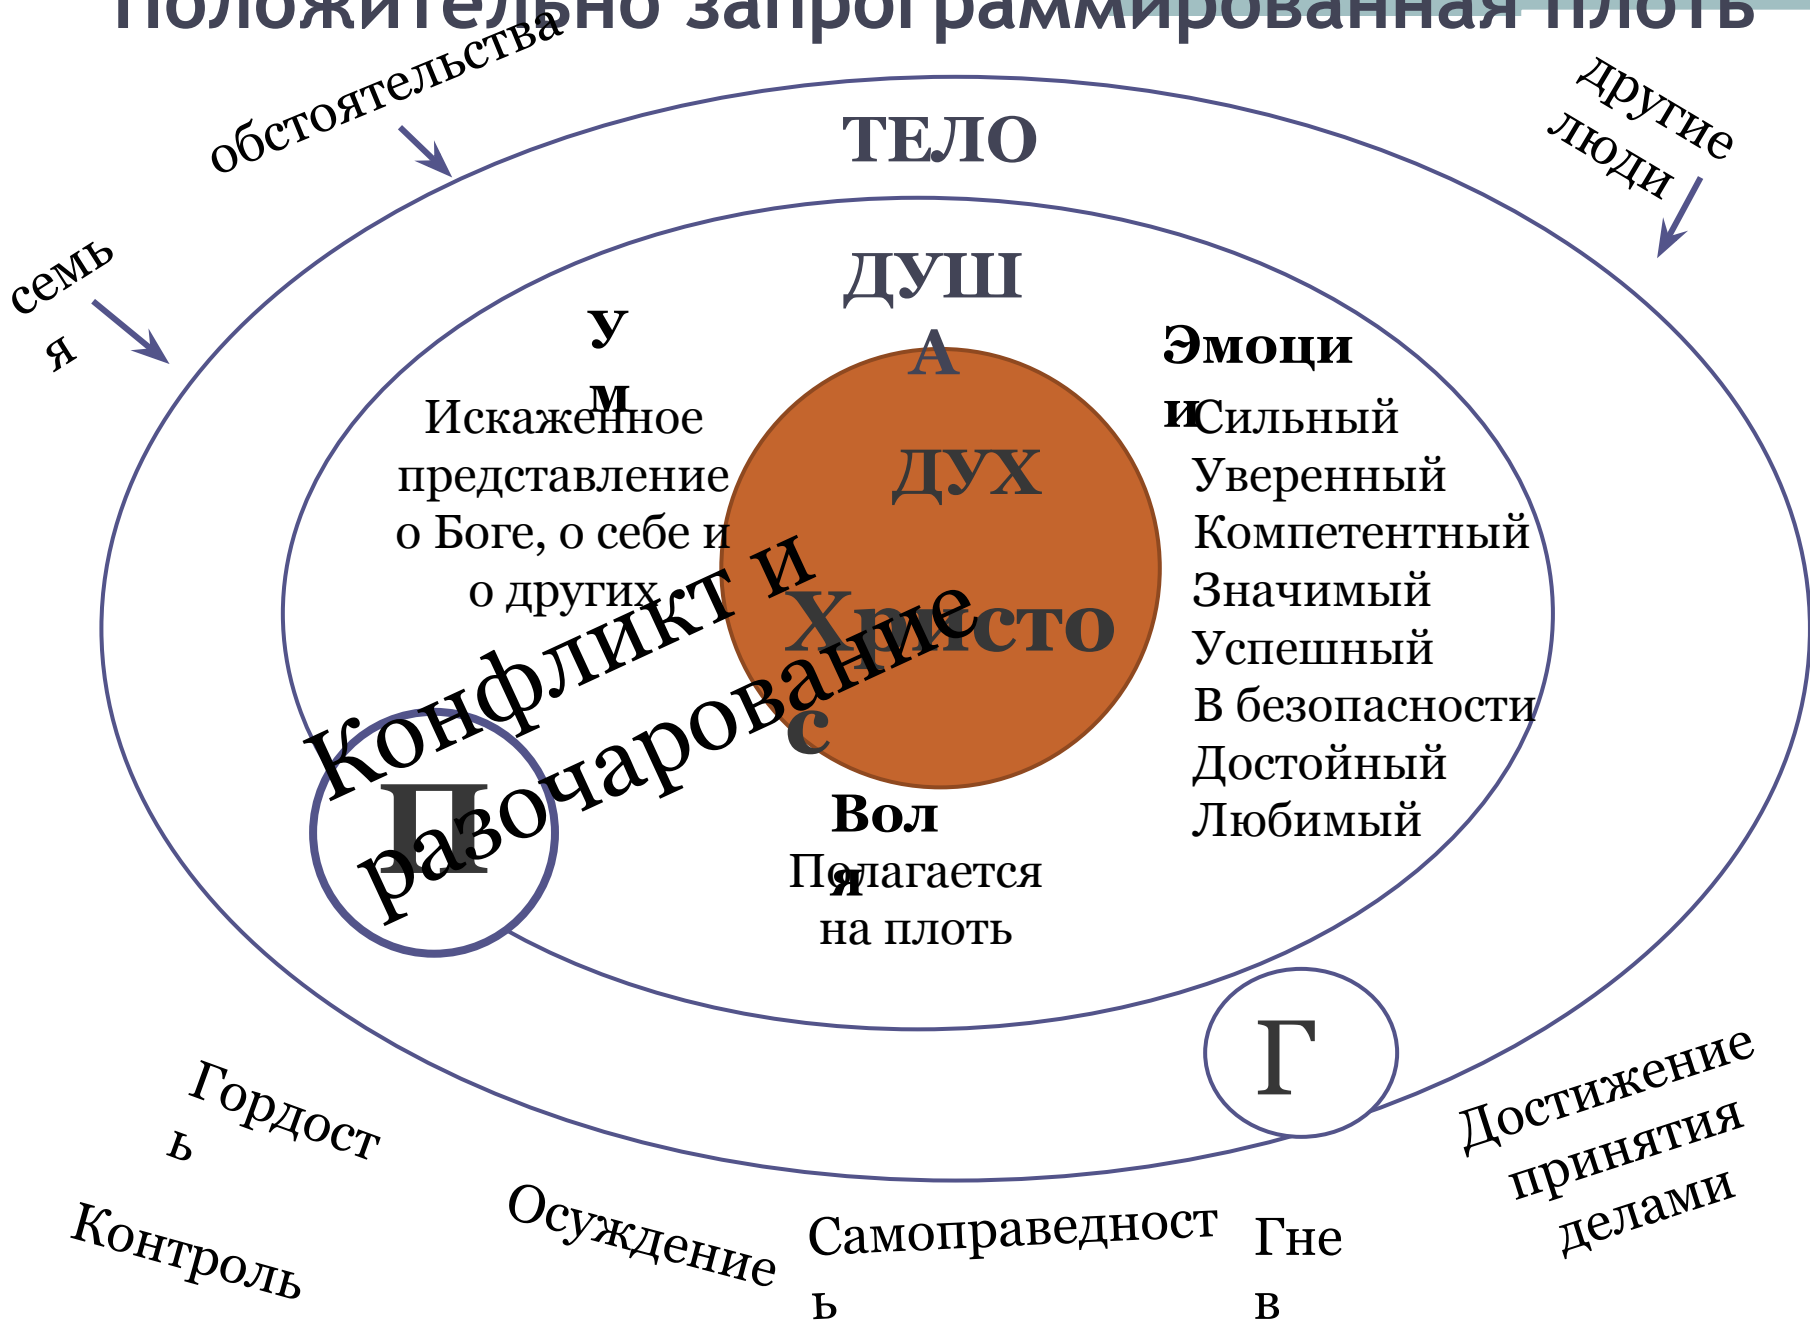 Положительно запрограммированная плоть
обстоятельства
другие
люди
семь
я
ТЕЛО
ДУШ
А
У
м
Эмоци
и
Искаженное
представление
о Боге, о себе и
о других
ДУХ
Христо
с
Сильный
Уверенный
Компетентный
Значимый
Успешный
В безопасности
Достойный
Любимый
Конфликт и
разочарование
П
Вол
я
Полагается
на плоть
Г
Гордост
ь
Контроль
Осуждение
Самоправедност
ь
Гне
в
Достижение
принятия
делами